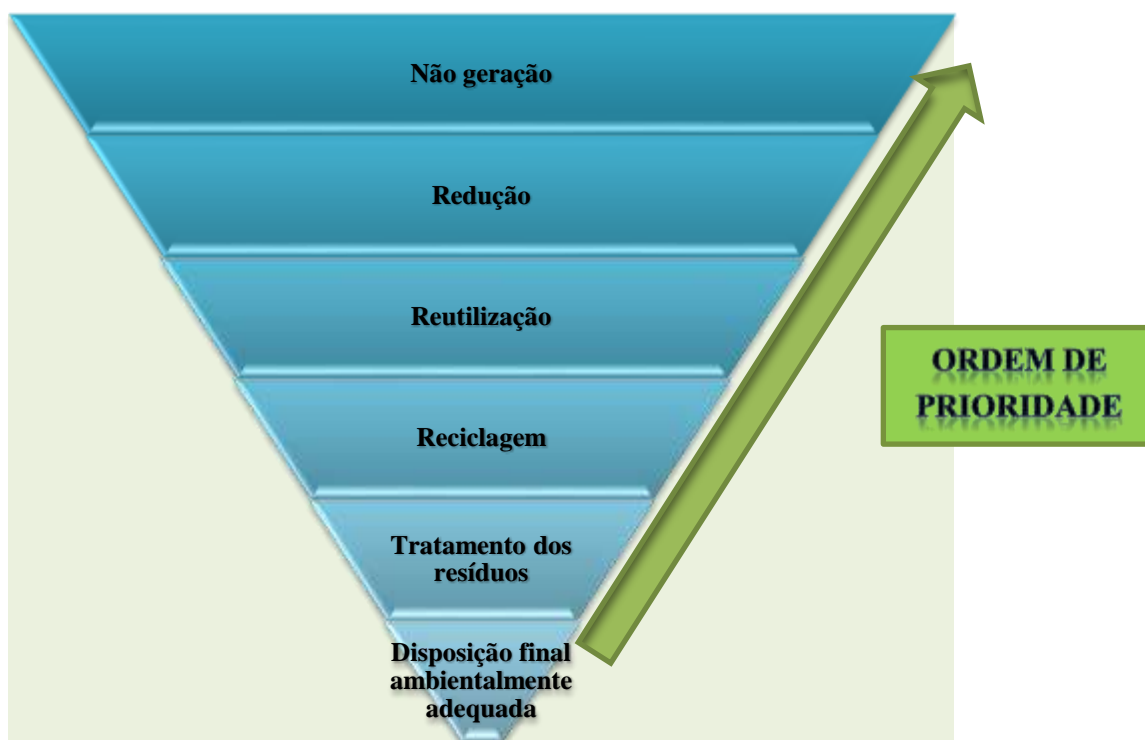 Não geração
Redução
Reutilização
Reciclagem
Tratamento dos
resíduos
Disposição final
ambientalmente
adequada
ORDEM DE
PRIORIDADE